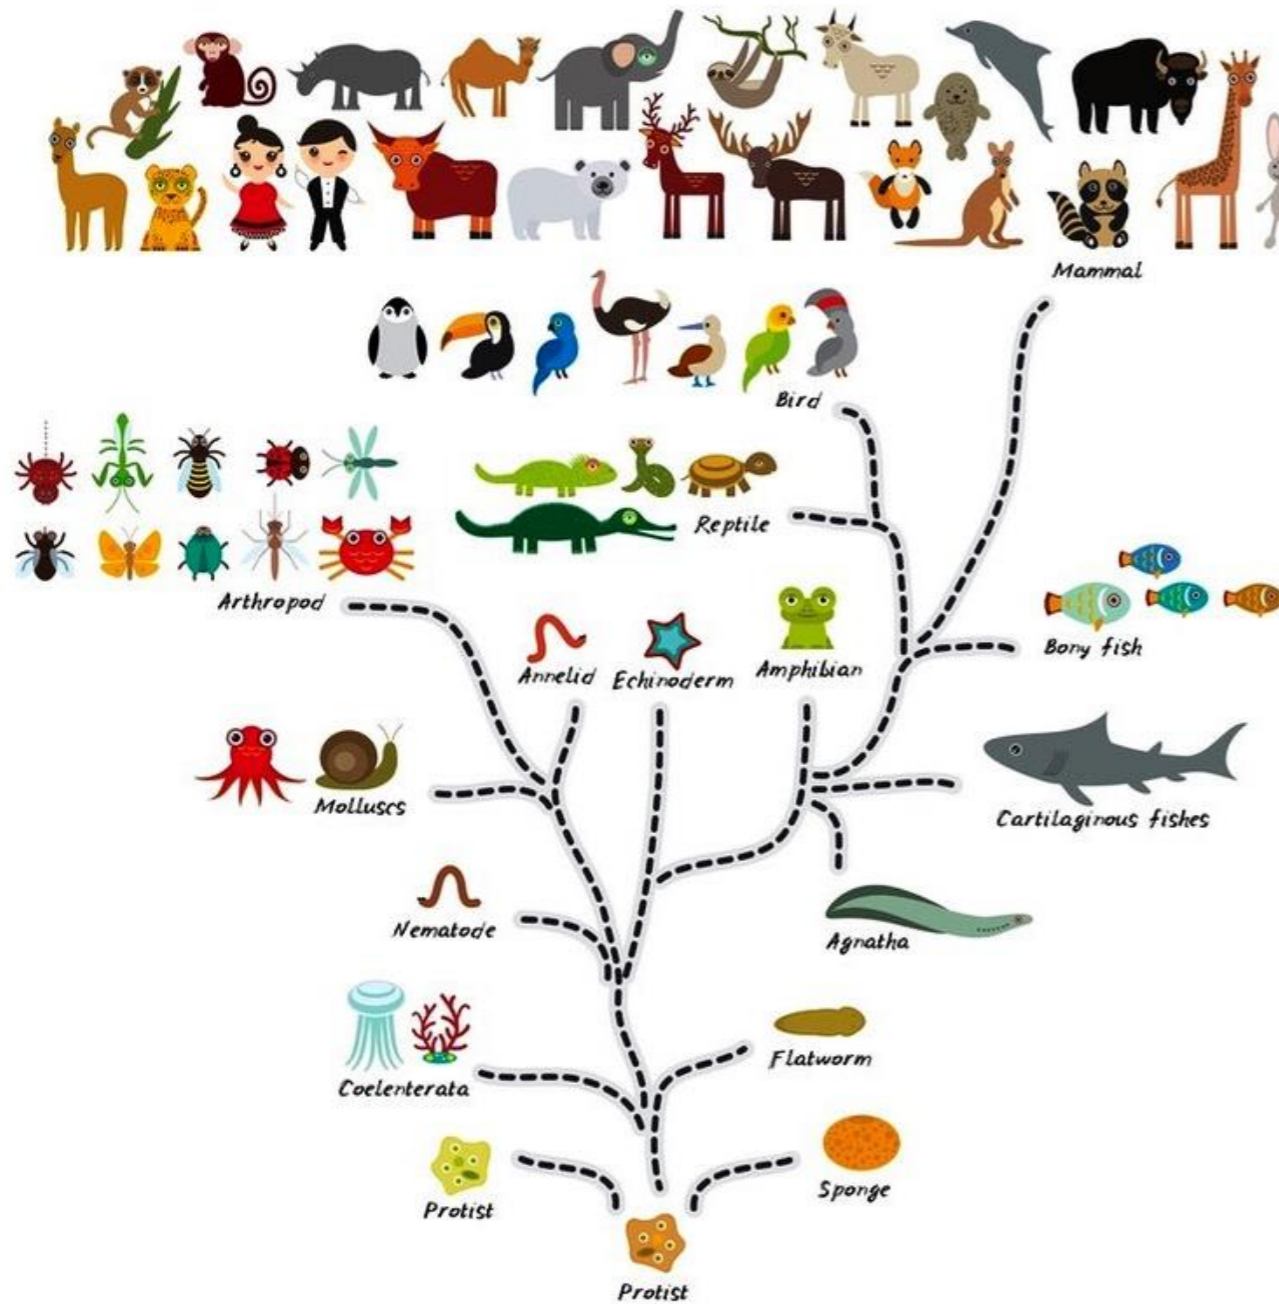 Mammal
Bird
Reptile
Arthropod
Bony fish
Annelid
Echinoderm
Amphibian
Molluscs
Cartilaginous fishes
Nematode
Agnatha
Coelenterata
Flatworm
Protist
Sponge
Protist